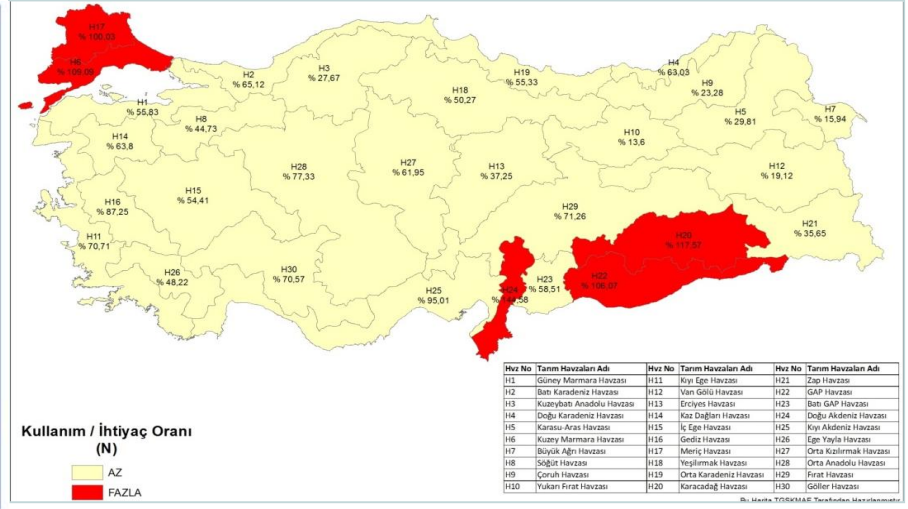 H17
% 100,03
H6
% 109,09
H2
% 65,12
H3
% 27,67
H18
% 50,27
H19
% 55,33
H4
% 63,03
H9
% 23,28
H5
% 29,81
H7
% 15,94
H1
% 55,83
H8
% 44,73
H14
% 63,8
H10
% 13,6
H28
% 77,33
H27
% 61,95
H13
% 37,25
H12
% 19,12
H15
% 54,41
H16
% 87,25
H29
% 71,26
H11
% 70,71
H20
% 117,57
H21
% 35,65
H26
% 48,22
H30
% 70,57
H25
% 95,01
H24
H23
% 58,51
H22
Kullanım / İhtiyaç Oranı
(N)
AZ
FAZLA
Hvz No Tarım Havzaları Adı Hvz No Tarım Havzaları Adı Hvz No Tarım Havzaları Adı
H1 Güney Marmara Havzası H11 Kıyı Ege Havzası H21 Zap Havzası
H2 Batı Karadeniz Havzası H12 Van Gölü Havzası H22 GAP Havzası
H3 Kuzeybatı Anadolu Havzası H13 Erciyes Havzası H23 Batı GAP Havzası
H4 Doğu Karadeniz Havzası H14 Kaz Dağları Havzası H24 Doğu Akdeniz Havzası
H5 Karasu-Aras Havzası H15 İç Ege Havzası H25 Kıyı Akdeniz Havzası
H6 Kuzey Marmara Havzası H16 Gediz Havzası H26 Ege Yayla Havzası
H7 Büyük Ağrı Havzası H17 Meriç Havzası H27 Orta Kızılırmak Havzası
H8 Söğüt Havzası H18 Yeşilırmak Havzası H28 Orta Anadolu Havzası
H9 Çoruh Havzası H19 Orta Karadeniz Havzası H29 Fırat Havzası
H10 Yukarı Fırat Havzası H20 Karacadağ Havzası H30 Göller Havzası
Bu Harita TGSKMAE Tarafından Hazırlanmıştır